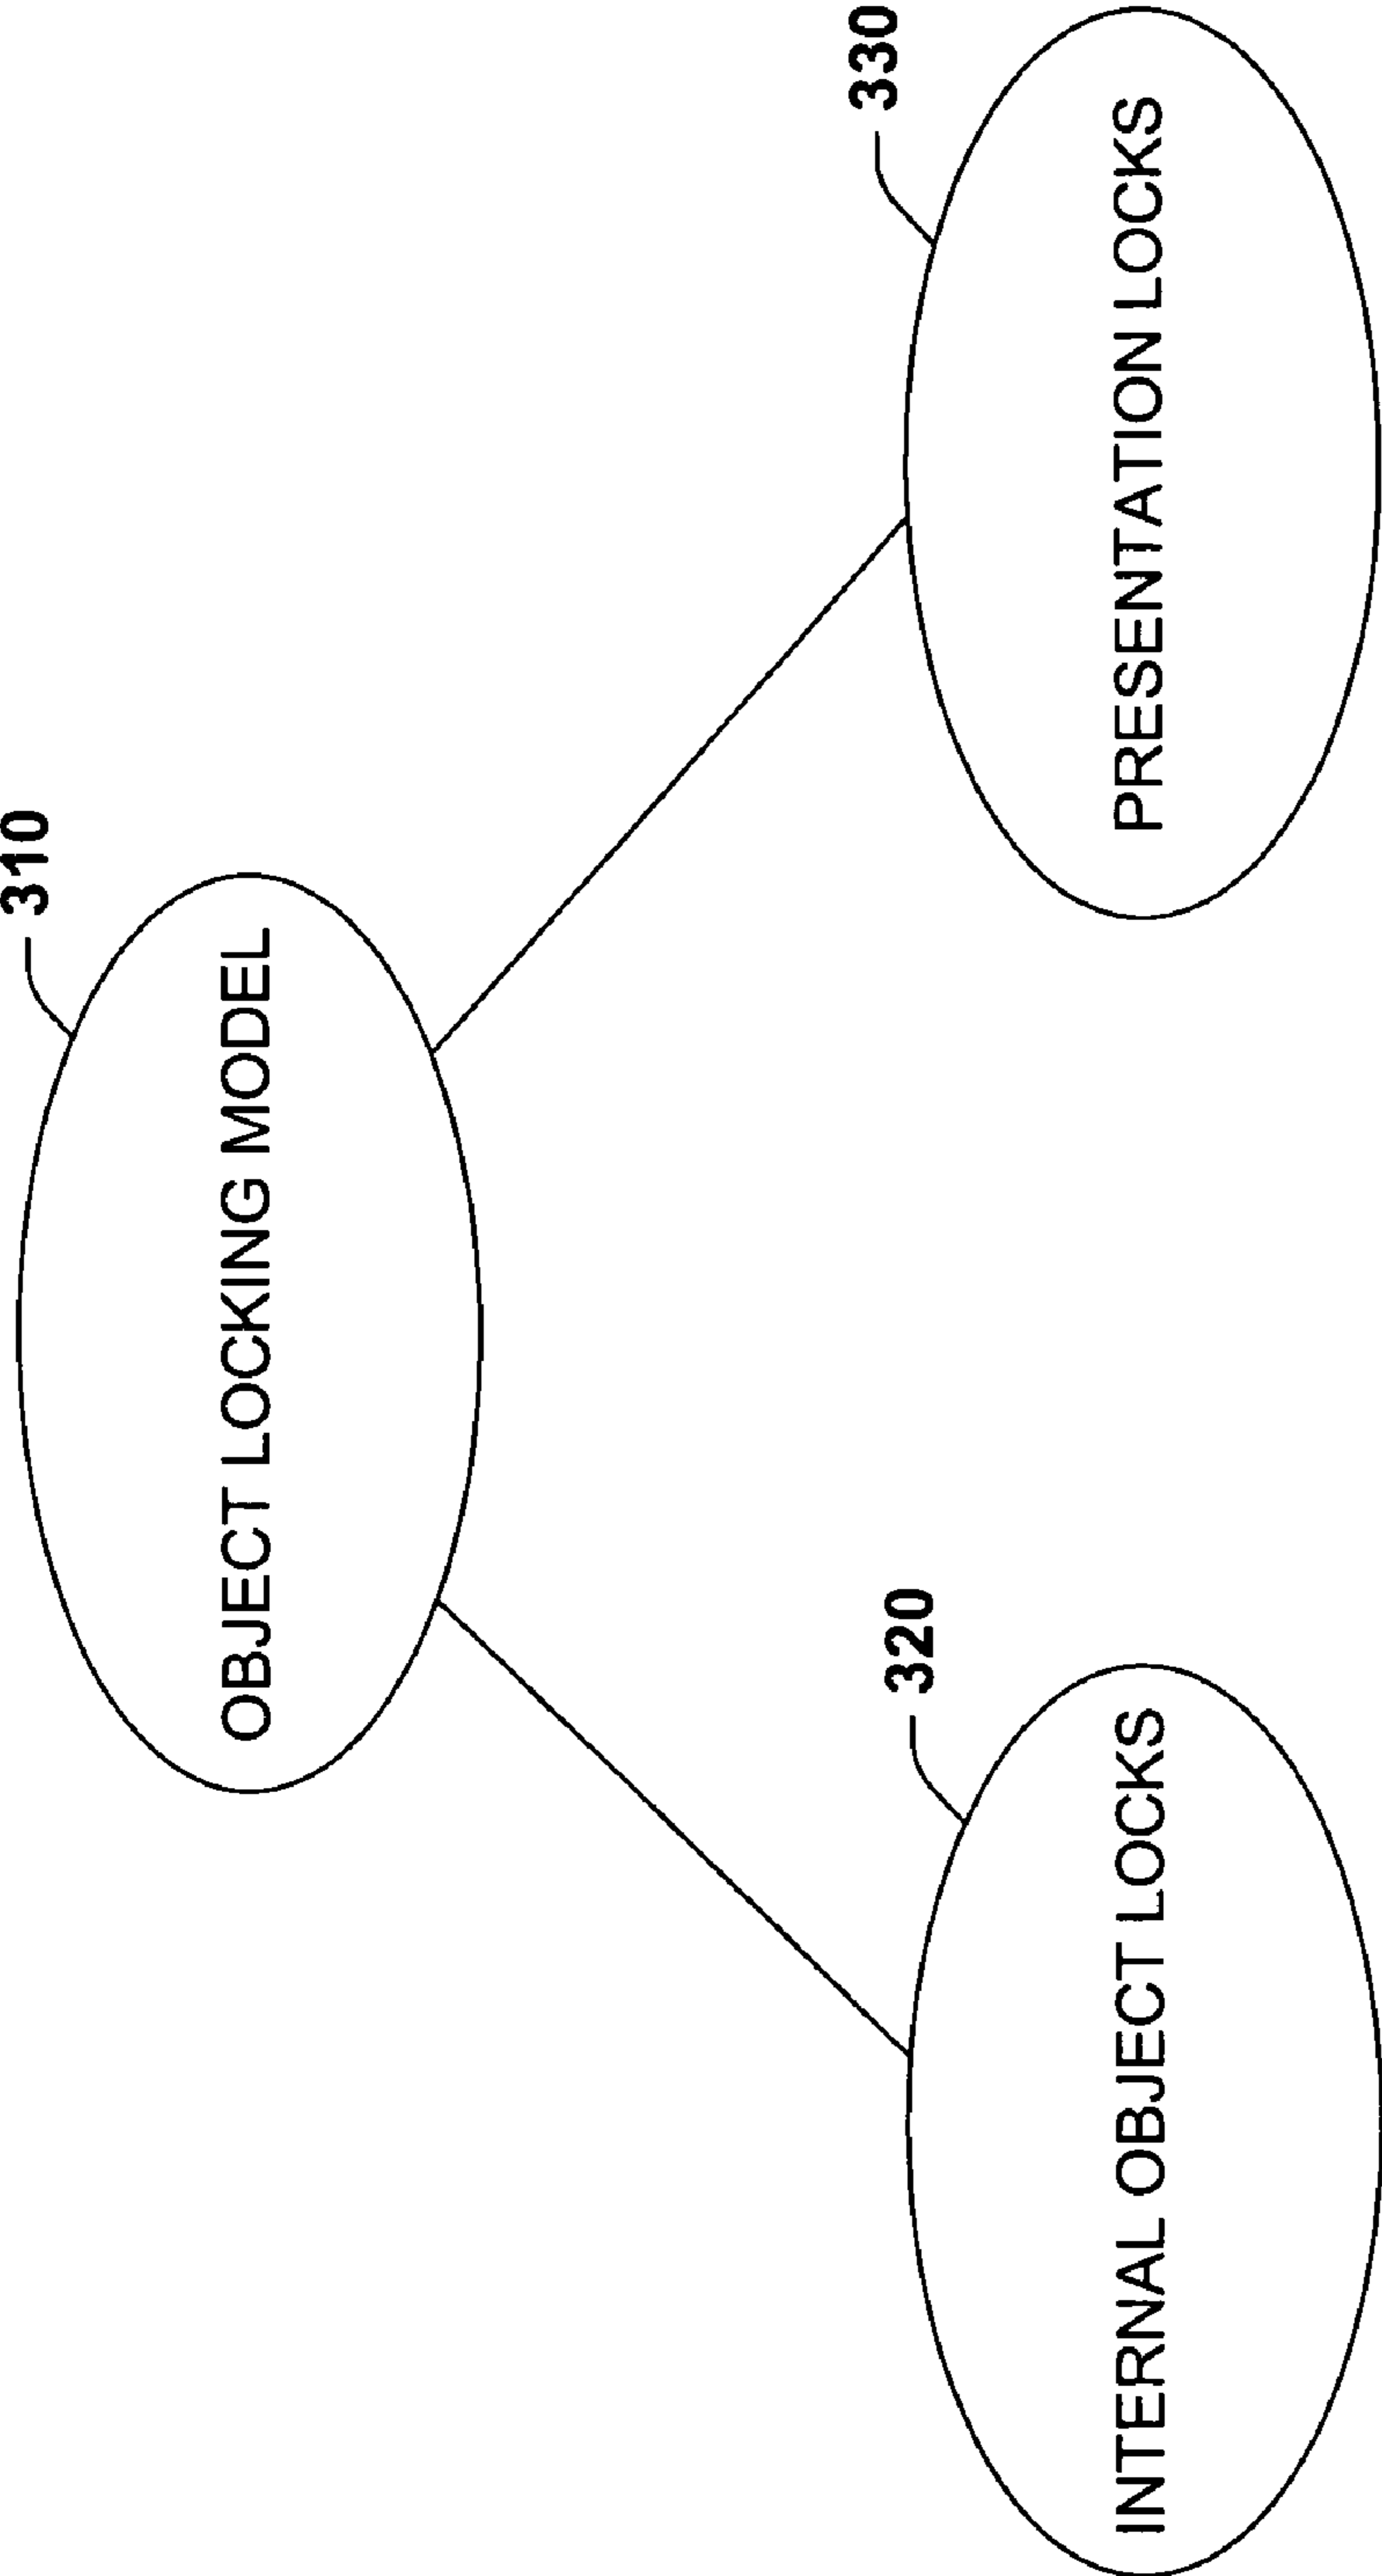 310
OBJECT LOCKING MODEL
320
INTERNAL OBJECT LOCKS
330
PRESENTATION LOCKS